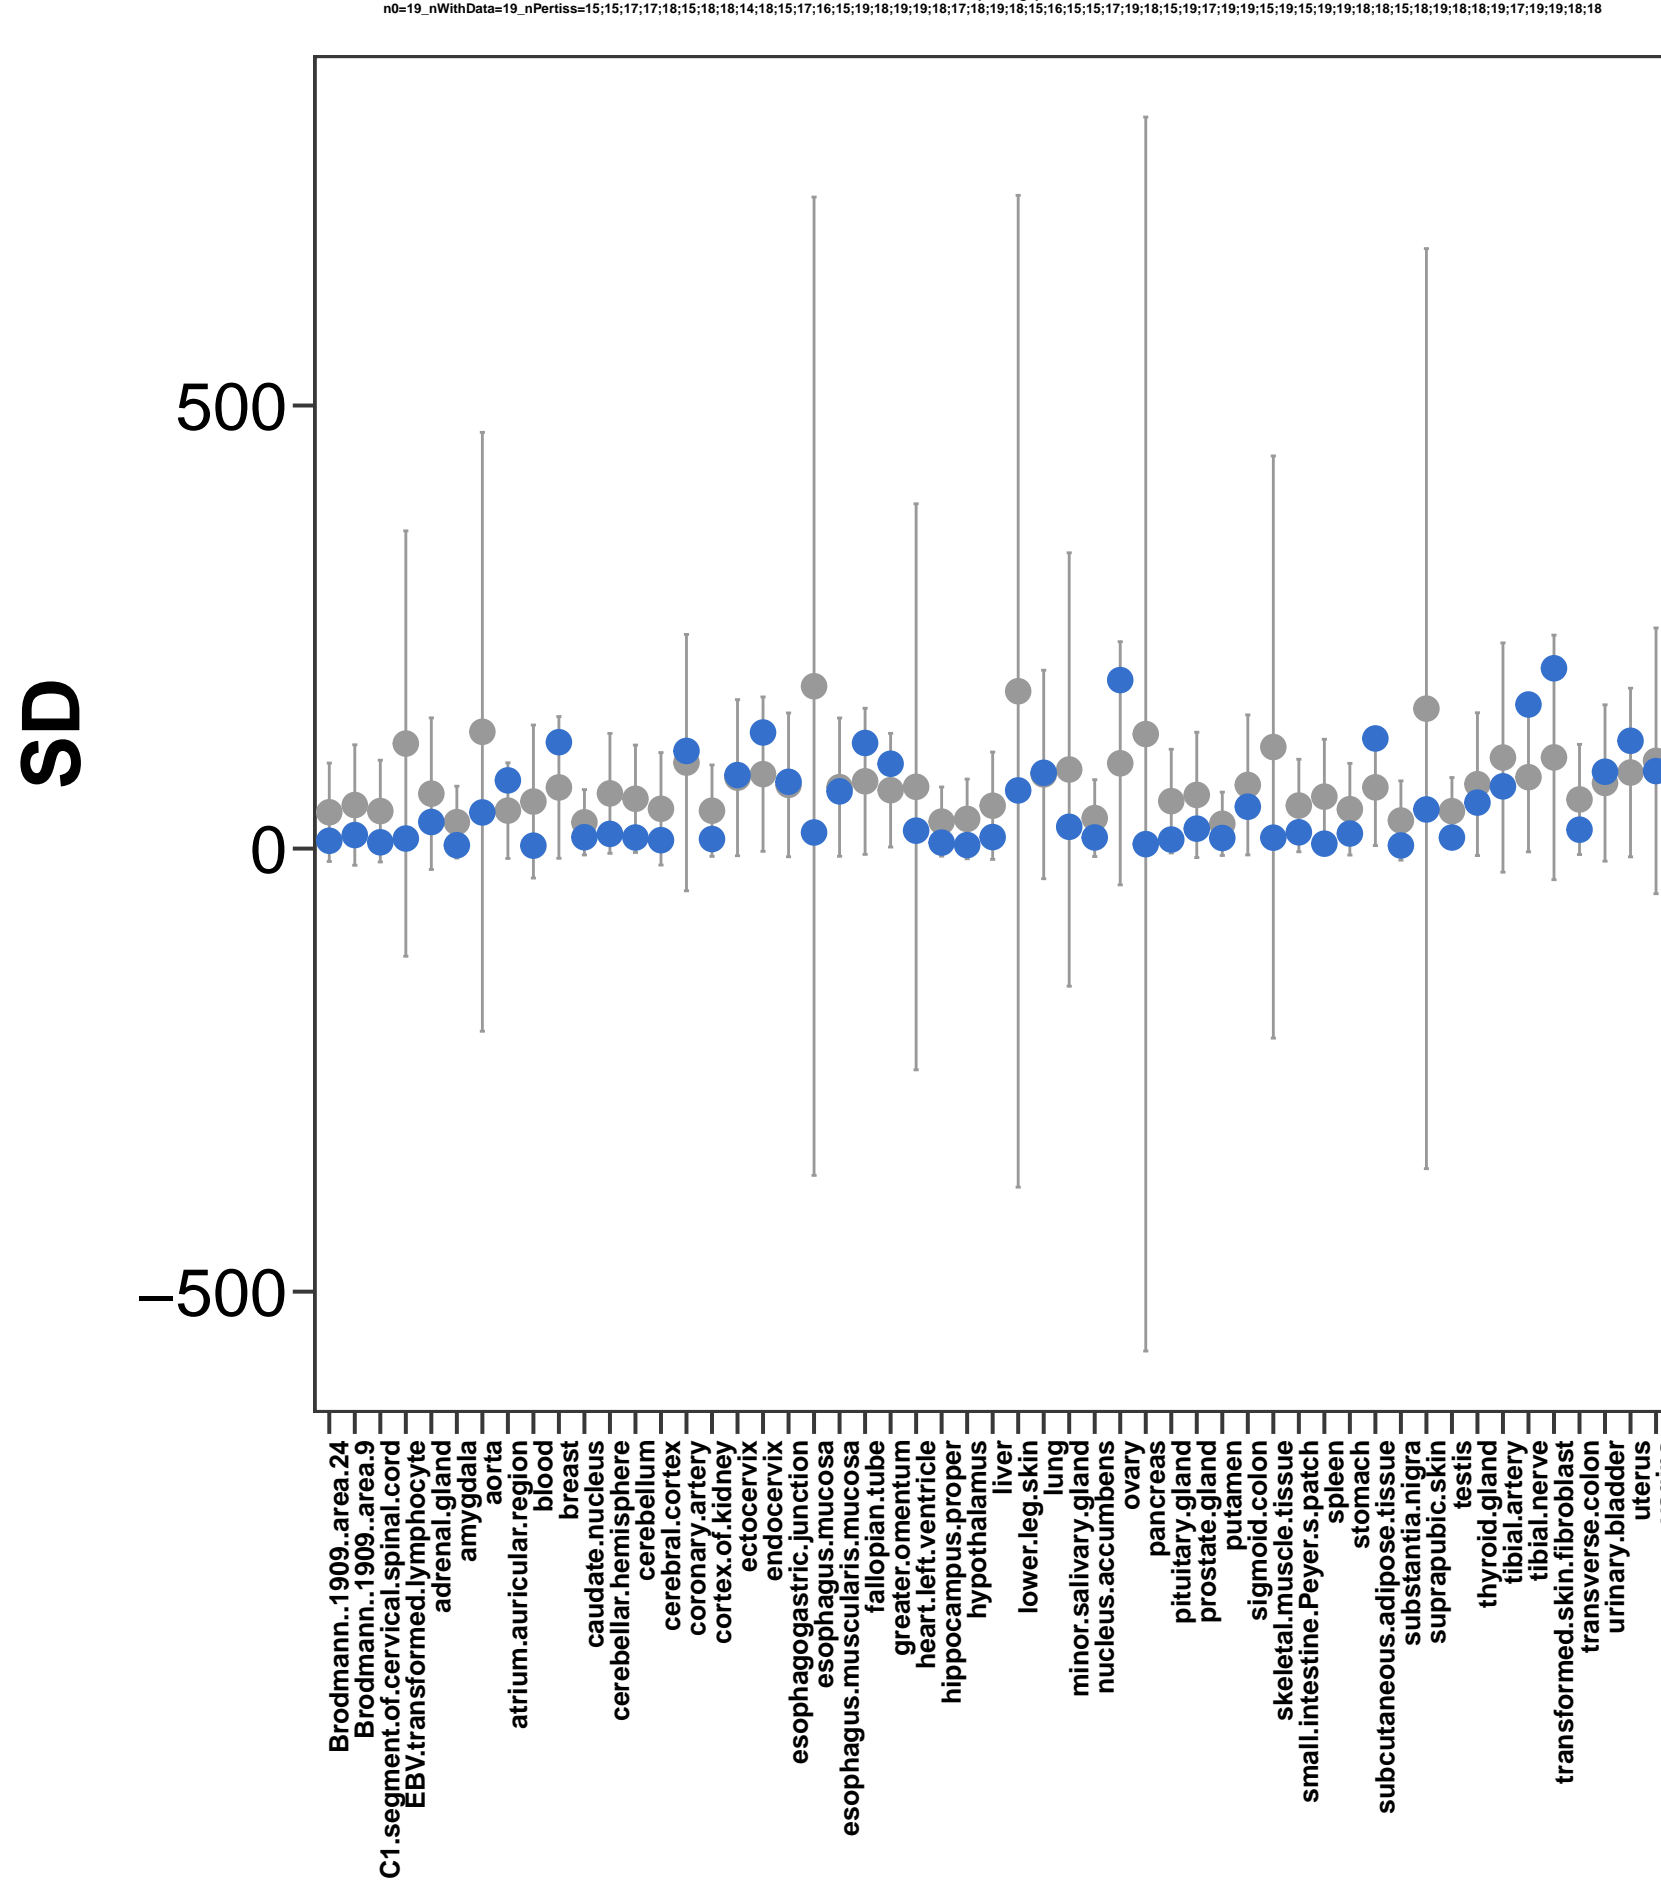 n0=19_nWithData=19_nPertiss=15;15;17;17;18;15;18;18;14;18;15;17;16;15;19;18;19;19;18;17;18;19;18;15;16;15;15;17;19;18;15;19;17;19;19;15;19;15;19;19;18;18;15;18;19;18;18;19;17;19;19;18;18
SD
500
0
−500
Brodmann..1909..area.24
Brodmann..1909..area.9
C1.segment.of.cervical.spinal.cord
EBV.transformed.lymphocyte
adrenal.gland
amygdala
aorta
atrium.auricular.region
blood
breast
caudate.nucleus
cerebellar.hemisphere
cerebellum
cerebral.cortex
coronary.artery
cortex.of.kidney
ectocervix
endocervix
esophagogastric.junction
esophagus.mucosa
esophagus.muscularis.mucosa
fallopian.tube
greater.omentum
heart.left.ventricle
hippocampus.proper
hypothalamus
liver
lower.leg.skin
lung
minor.salivary.gland
nucleus.accumbens
ovary
pancreas
pituitary.gland
prostate.gland
putamen
sigmoid.colon
skeletal.muscle.tissue
small.intestine.Peyer.s.patch
spleen
stomach
subcutaneous.adipose.tissue
substantia.nigra
suprapubic.skin
testis
thyroid.gland
tibial.artery
tibial.nerve
transformed.skin.fibroblast
transverse.colon
urinary.bladder
uterus